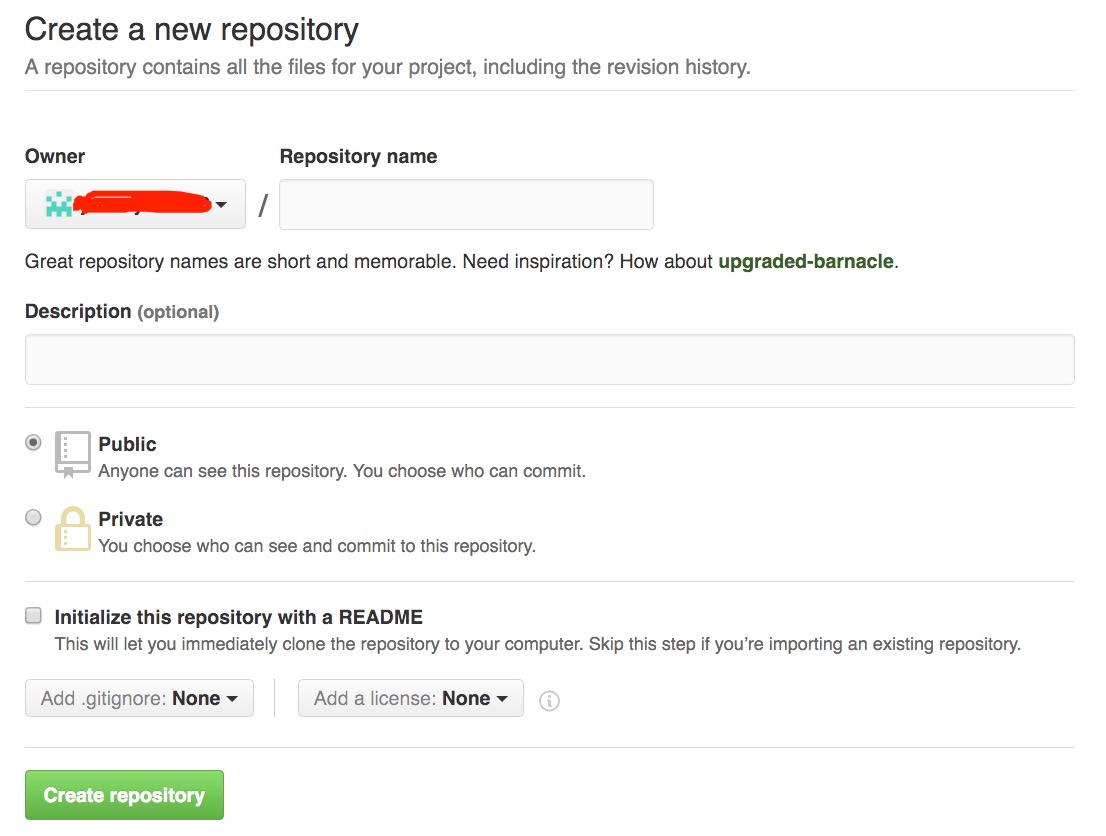 Create a new repository
A repository contains all the files for your project, including the revision history.
Owner
Repository name
/
Great repository names are short and memorable. Need inspiration? How about upgraded-barnacle.
Description (optional)
Public
Anyone can see this repository. You choose who can commit.
Private
You choose who can see and commit to this repository.
Initialize this repository with a README
This will let you immediately clone the repository to your computer. Skip this step if you’re importing an existing repository.
Add .gitignore: None
Add a license: None
Create repository